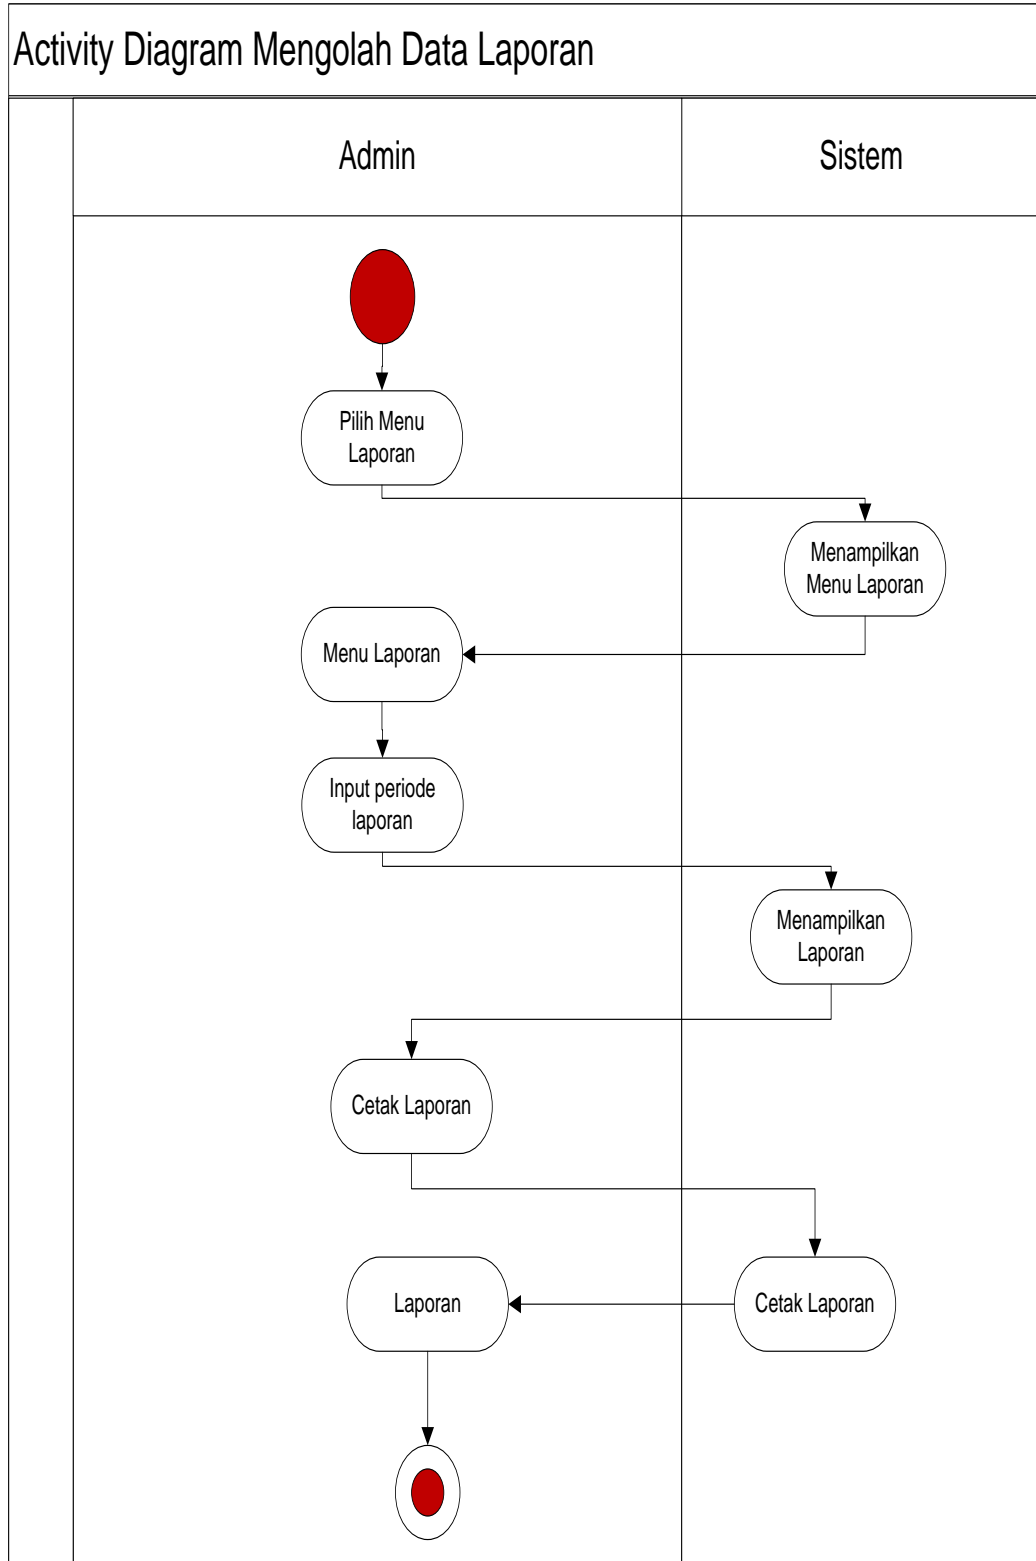 Activity Diagram Mengolah Data Laporan
Admin
Sistem
Pilih Menu
Laporan
Menampilkan
Menu Laporan
Menu Laporan
Input periode
laporan
Menampilkan
Laporan
Cetak Laporan
Laporan
Cetak Laporan